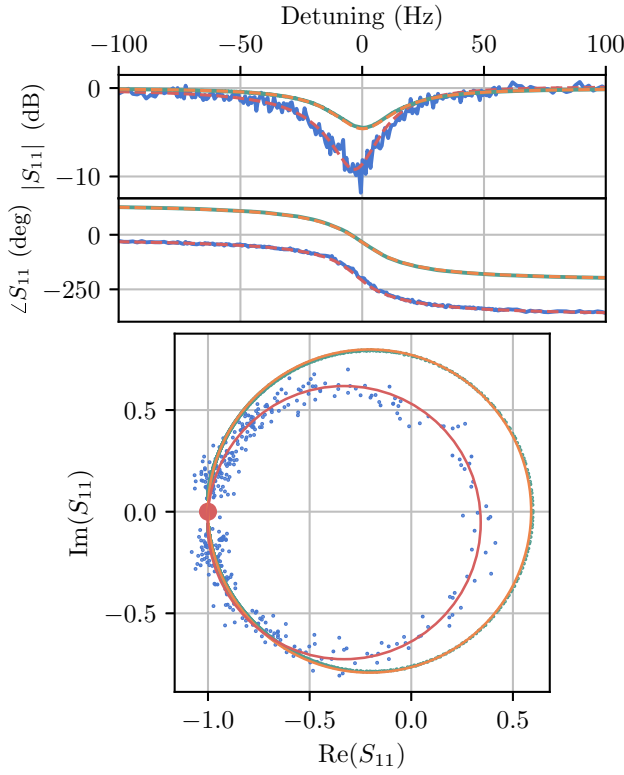 Detuning (Hz)
−100 −50 0 50 100
|S₁₁| (dB)
0
−10
∠S₁₁ (deg)
0
−250
Im(S₁₁)
0.5
0.0
−0.5
−1.0 −0.5 0.0 0.5
Re(S₁₁)